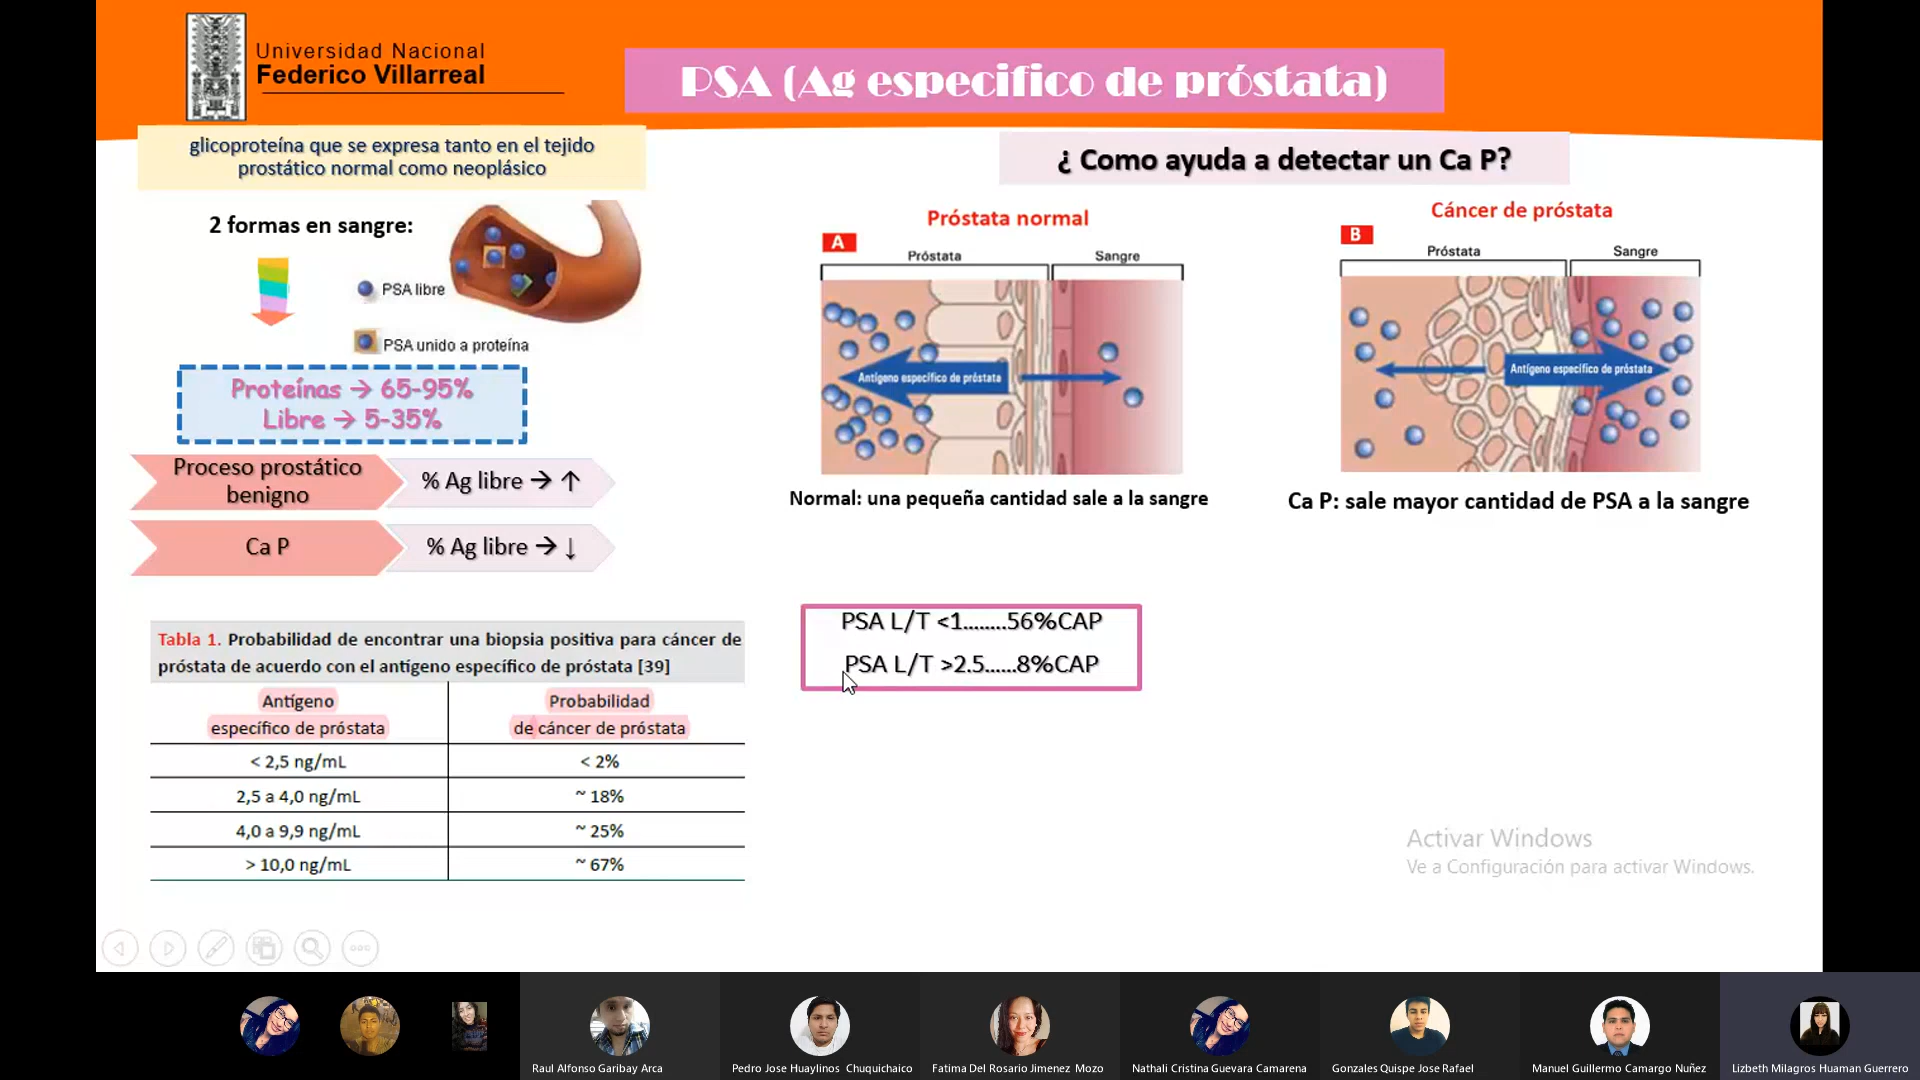 Universidad Nacional
Federico Villarreal
PSA (Ag especifico de próstata)
glicoproteína que se expresa tanto en el tejido
prostático normal como neoplásico
2 formas en sangre:
PSA libre
PSA unido a proteína
Proteínas → 65-95%
Libre → 5-35%
Proceso prostático
benigno
% Ag libre → ↑
Ca P
% Ag libre → ↓
Tabla 1. Probabilidad de encontrar una biopsia positiva para cáncer de
próstata de acuerdo con el antígeno específico de próstata [39]
Antígeno
específico de próstata
Probabilidad
de cáncer de próstata
< 2,5 ng/mL
< 2%
2,5 a 4,0 ng/mL
~ 18%
4,0 a 9,9 ng/mL
~ 25%
> 10,0 ng/mL
~ 67%
¿ Como ayuda a detectar un Ca P?
Próstata normal
A
Próstata
Sangre
Antígeno específico de próstata
Normal: una pequeña cantidad sale a la sangre
Cáncer de próstata
B
Próstata
Sangre
Antígeno específico de próstata
Ca P: sale mayor cantidad de PSA a la sangre
PSA L/T <1........56%CAP
PSA L/T >2.5......8%CAP
Activar Windows
Ve a Configuración para activar Windows.
Raul Alfonso Garibay Arca
Pedro Jose Huaylinos Chuquichaico
Fatima Del Rosario Jimenez Mozo
Nathali Cristina Guevara Camarena
Gonzales Quispe Jose Rafael
Manuel Guillermo Camargo Nuñez
Lizbeth Milagros Huaman Guerrero